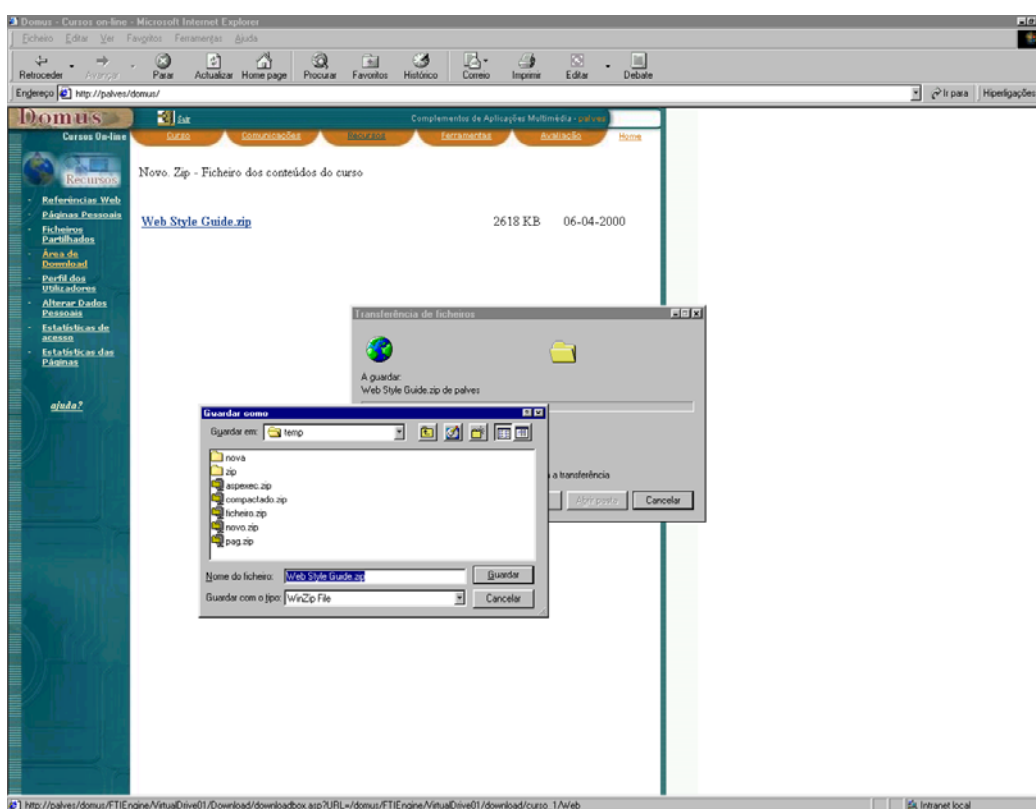 Domus - Cursos on-line - Microsoft Internet Explorer
Ficheiro Editar Ver Favoritos Ferramentas Ajuda
Retroceder Avançar Parar Actualizar Home page Procurar Favoritos Histórico Correio Imprimir Editar Debate
Endereço http://palves/domus/ Ir para Hiperligações
Domus Sair Complementos de Aplicações Multimédia - palves
Cursos On-line Curso Comunicações Recursos Ferramentas Avaliação Home
Recursos
Novo. Zip - Ficheiro dos conteúdos do curso
Web Style Guide.zip 2618 KB 06-04-2000
Referências Web
Páginas Pessoais
Ficheiros
Partilhados
Área de
Download
Perfil dos
Utilizadores
Alterar Dados
Pessoais
Estatísticas de
acesso
Estatísticas das
Páginas
ajuda?
Transferência de ficheiros
A guardar:
Web Style Guide.zip de palves
a transferência
Abrir pasta Cancelar
Guardar como
Guardar em: temp
nova
zip
aspexec.zip
compactado.zip
ficheiro.zip
novo.zip
pag.zip
Nome do ficheiro: Web Style Guide.zip Guardar
Guardar com o tipo: WinZip File Cancelar
http://palves/domus/FTIEngine/VirtualDrive01/Download/downloadbox.asp?URL=/domus/FTIEngine/VirtualDrive01/download/curso_1/Web Intranet local